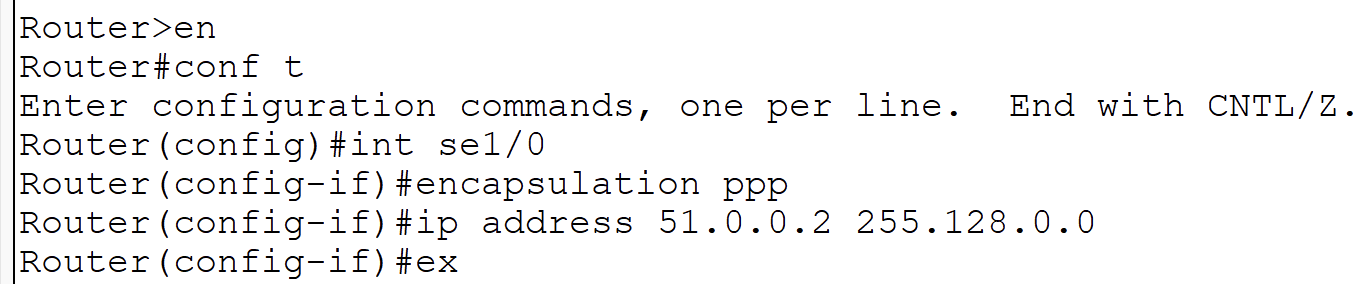 Router>en
Router#conf t
Enter configuration commands, one per line.  End with CNTL/Z.
Router(config)#int se1/0
Router(config-if)#encapsulation ppp
Router(config-if)#ip address 51.0.0.2 255.128.0.0
Router(config-if)#ex